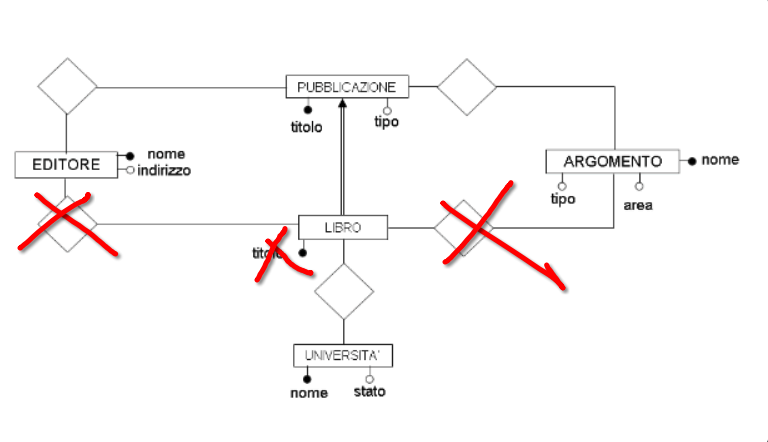 PUBBLICAZIONE
titolo
tipo
EDITORE
nome
indirizzo
ARGOMENTO
nome
tipo
area
LIBRO
titolo
UNIVERSITA'
nome
stato